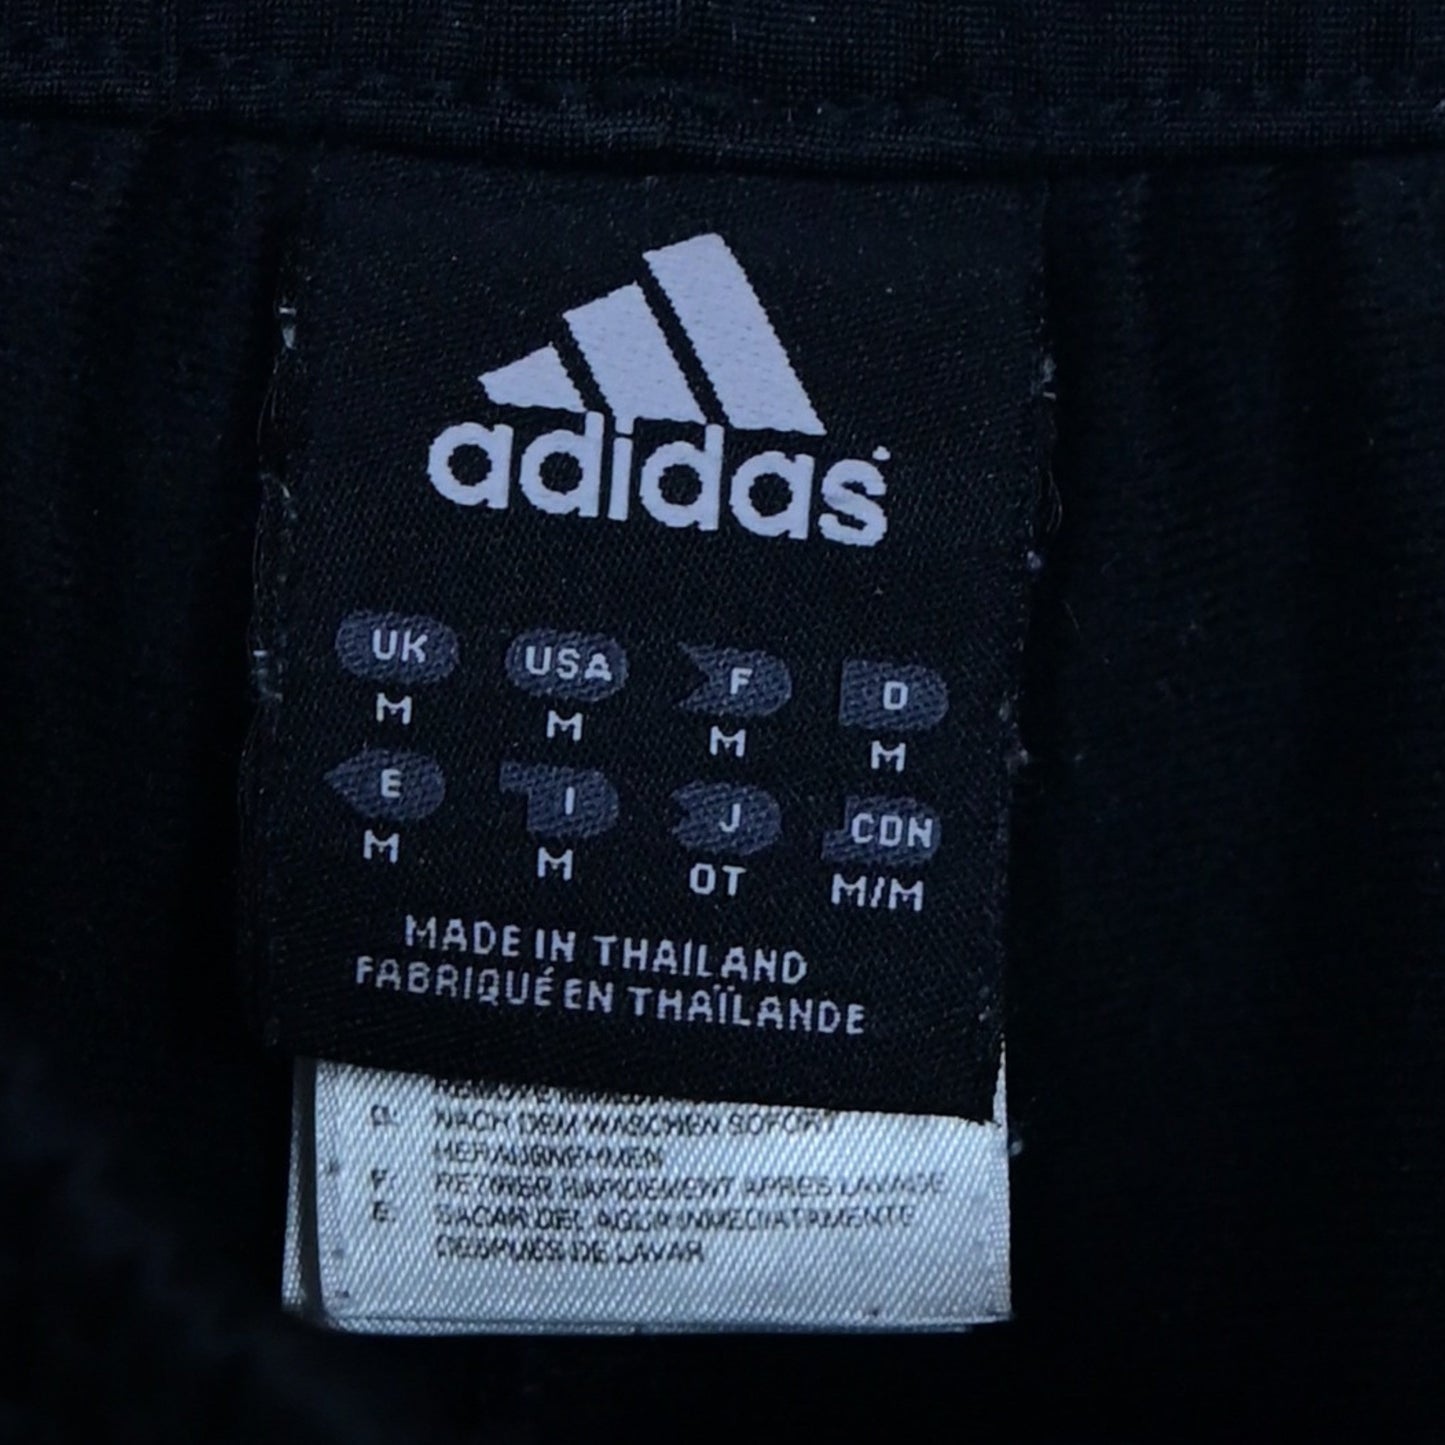 adidas
UK USA F D
M M M M
E I J CDN
M M OT M/M
MADE IN THAILAND
FABRIQUÉ EN THAÏLANDE
D. NACH DEM WASCHEN SOFORT
HERAUSNEHMEN
F. RETIRER RAPIDEMENT APRES LAVAGE
E. SACAR DEL AGUA INMEDIATAMENTE
DESPUES DE LAVAR